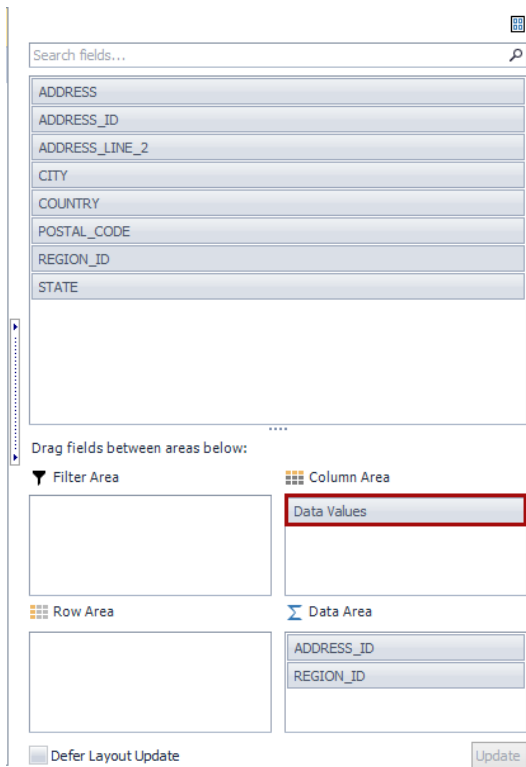 Search fields...
ADDRESS
ADDRESS_ID
ADDRESS_LINE_2
CITY
COUNTRY
POSTAL_CODE
REGION_ID
STATE
Drag fields between areas below:
Filter Area
Column Area
Data Values
Row Area
Data Area
ADDRESS_ID
REGION_ID
Defer Layout Update
Update